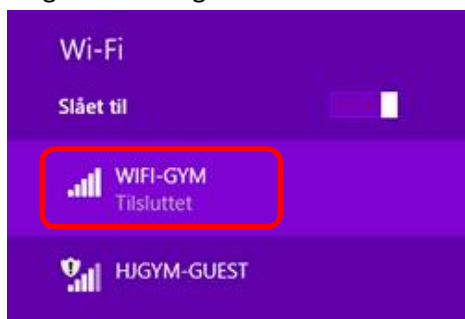 Wi-Fi
Slået til
WIFI-GYM
Tilsluttet
HJGYM-GUEST